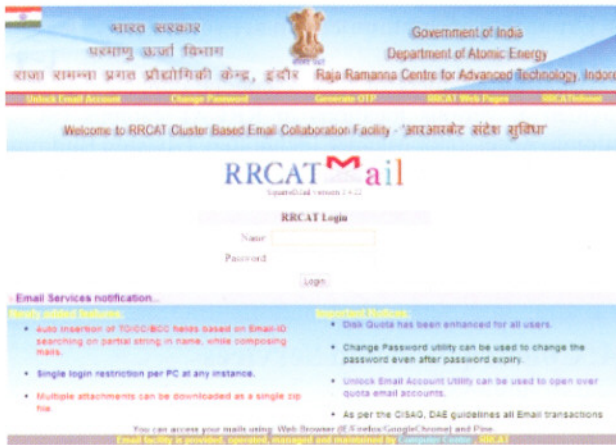 भारत सरकार
Government of India
परमाणु ऊर्जा विभाग
Department of Atomic Energy
राजा रामन्ना प्रगत प्रौद्योगिकी केन्द्र, इंदौर
Raja Ramanna Centre for Advanced Technology, Indore
Unlock Email Account Change Password Generate OTP RRCAT Web Pages
Welcome to RRCAT Cluster Based Email Collaboration Facility - 'आरआरकेट संदेश सुविधा'
RRCAT Mail
SquirrelMail version
RRCAT Login
Name
Password
Login
Email Services notification...
Newly added features:
Auto insertion of TO/CC/BCC fields based on Email-ID
searching on partial string in name, while composing
mails.
Single login restriction per PC at any instance.
Multiple attachments can be downloaded as a single zip
file.
Important Notices:
Disk Quota has been enhanced for all users.
Change Password utility can be used to change the
password even after password expiry.
Unlock Email Account Utility can be used to open over
quota email accounts.
As per the CISAG, DAE guidelines all Email transactions
You can access your mails using: Web Browser (IE/Firefox/GoogleChrome) and Pine.
Email facility is provided, operated, managed and maintained by Computer Center, RRCAT